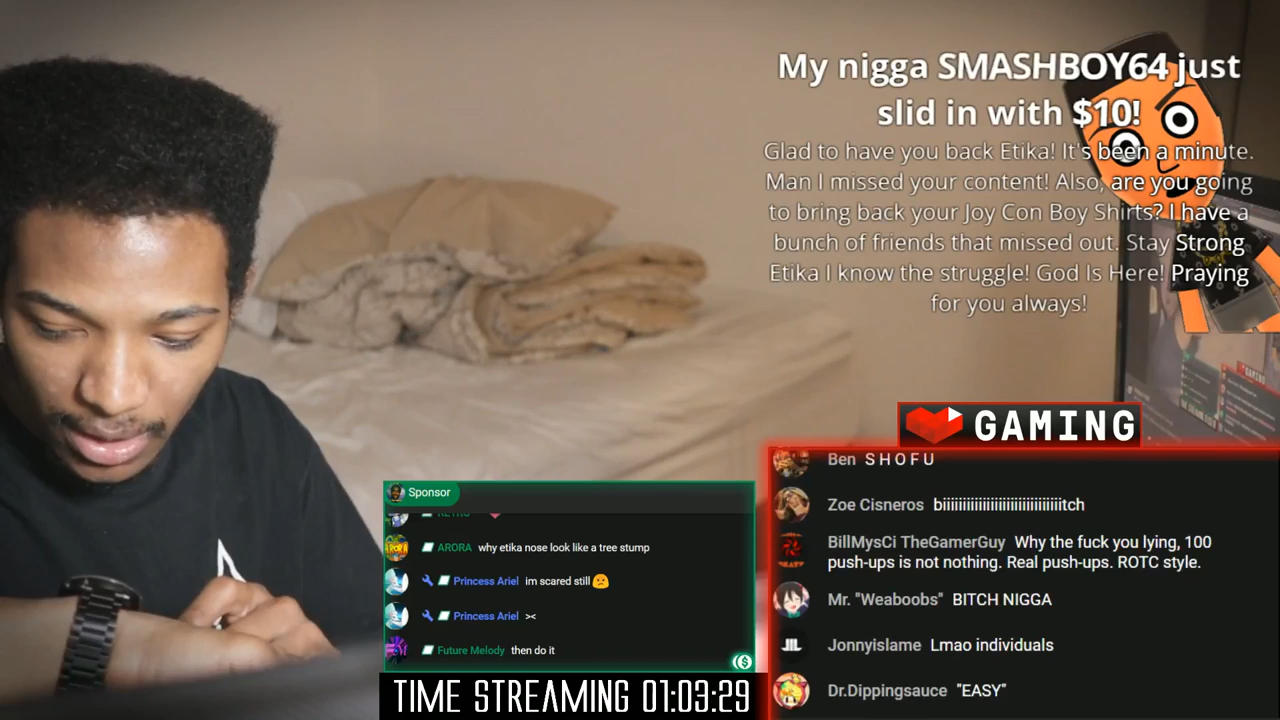 My nigga SMASHBOY64 just
slid in with $10!
Glad to have you back Etika! It's been a minute.
Man I missed your content! Also, are you going
to bring back your Joy Con Boy Shirts? I have a
bunch of friends that missed out. Stay Strong
Etika I know the struggle! God Is Here! Praying
for you always!
GAMING
Ben S H O F U
Zoe Cisneros biiiiiiiiiiiiiiiiiiiiiiiiiiiiiitch
BillMysCi TheGamerGuy Why the fuck you lying, 100
push-ups is not nothing. Real push-ups. ROTC style.
Mr. "Weaboobs" BITCH NIGGA
Jonnyislame Lmao individuals
Dr.Dippingsauce "EASY"
Sponsor
ARORA why etika nose look like a tree stump
Princess Ariel im scared still
Princess Ariel ><
Future Melody then do it
TIME STREAMING 01:03:29